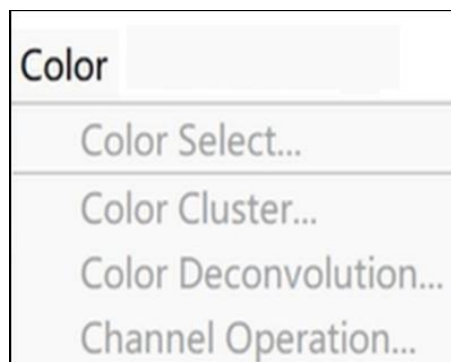 Color
Color Select...
Color Cluster...
Color Deconvolution...
Channel Operation...